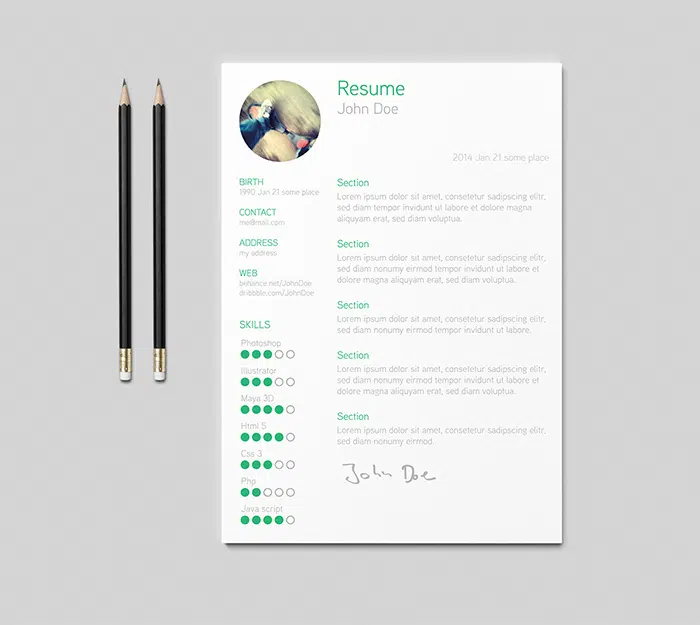 Resume
John Doe
2014 Jan 21 some place
BIRTH
1990 Jan 21 some place
CONTACT
me@mail.com
ADDRESS
my address
WEB
behance.net/JohnDoe
dribbble.com/JohnDoe
SKILLS
Photoshop
Illustrator
Maya 3D
Html 5
Css 3
Php
Java script
Section
Lorem ipsum dolor sit amet, consetetur sadipscing elitr,
sed diam tempor invidunt ut labore et dolore magna
aliquyam erat, sed diam voluptua.
Section
Lorem ipsum dolor sit amet, consetetur sadipscing elitr,
sed diam nonumy eirmod tempor invidunt ut labore et
dolore magna aliquyam erat, sed diam voluptua.
Section
Lorem ipsum dolor sit amet, consetetur sadipscing elitr,
sed diam nonumy invidunt ut labore.
Section
Lorem ipsum dolor sit amet, consetetur sadipscing elitr,
sed diam nonumy eirmod tempor invidunt ut labore et
dolore magna aliquyam erat, sed diam voluptua.
Section
Lorem ipsum dolor sit amet, consetetur sadipscing elitr,
sed diam nonumy eirmod.
John Doe